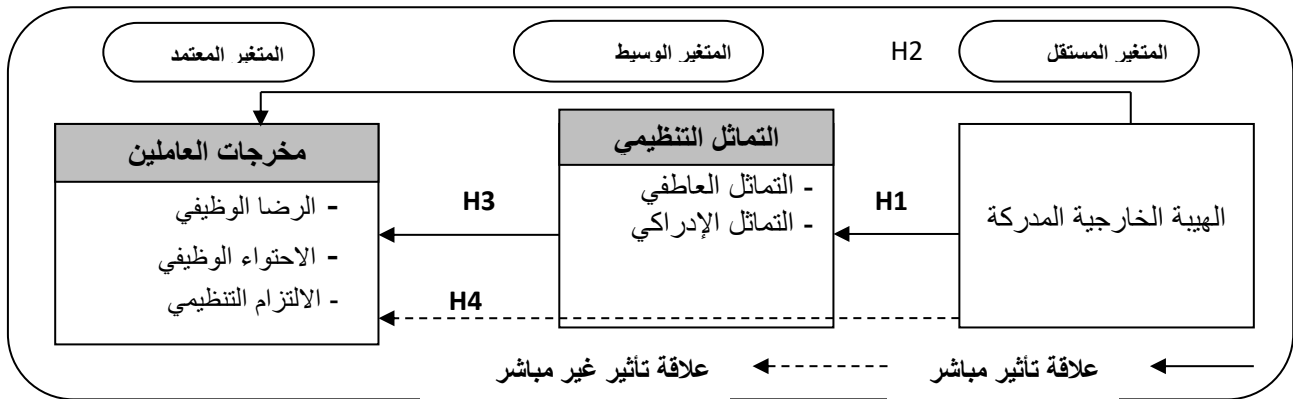 المتغير المستقل
H2
المتغير الوسيط
المتغير المعتمد
الهيبة الخارجية المدركة
H1
التماثل التنظيمي
- التماثل العاطفي
- التماثل الإدراكي
H3
H4
مخرجات العاملين
- الرضا الوظيفي
- الاحتواء الوظيفي
- الالتزام التنظيمي
علاقة تأثير مباشر
علاقة تأثير غير مباشر